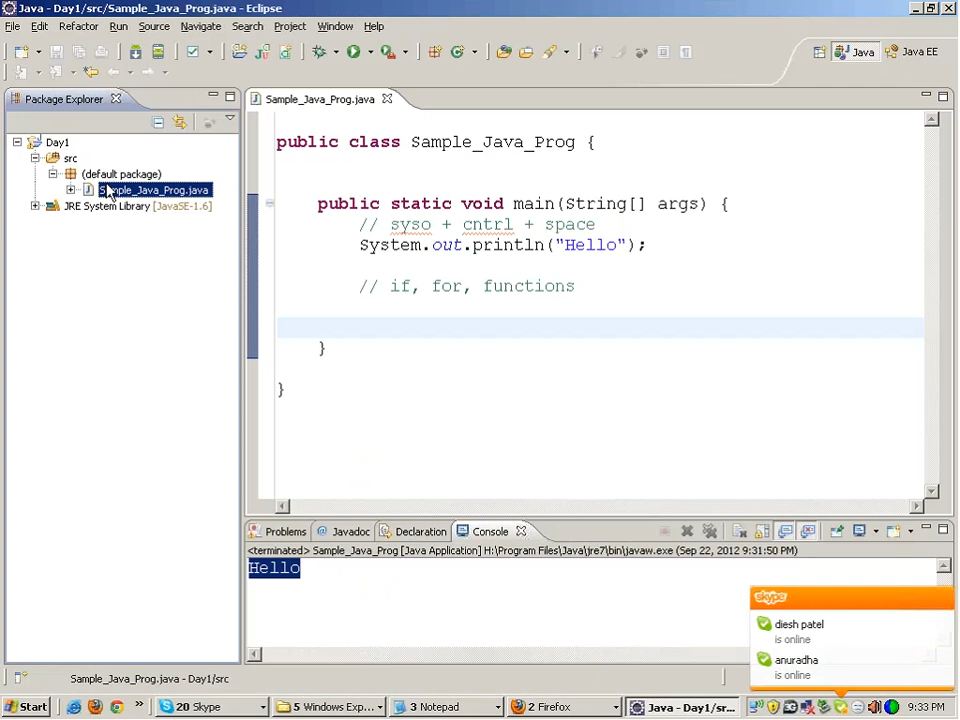 Java - Day1/src/Sample_Java_Prog.java - Eclipse
File Edit Refactor Run Source Navigate Search Project Window Help
Java Java EE
Package Explorer
Sample_Java_Prog.java
Day1
src
(default package)
Sample_Java_Prog.java
JRE System Library [JavaSE-1.6]
public class Sample_Java_Prog {
public static void main(String[] args) {
// syso + cntrl + space
System.out.println("Hello");
// if, for, functions
}
}
Problems Javadoc Declaration Console
<terminated> Sample_Java_Prog [Java Application] H:\Program Files\Java\jre7\bin\javaw.exe (Sep 22, 2012 9:31:50 PM)
Hello
skype
diesh patel
is online
anuradha
is online
Sample_Java_Prog.java - Day1/src
Start » 20 Skype 5 Windows Exp... 3 Notepad 2 Firefox Java - Day1/sr... 9:33 PM